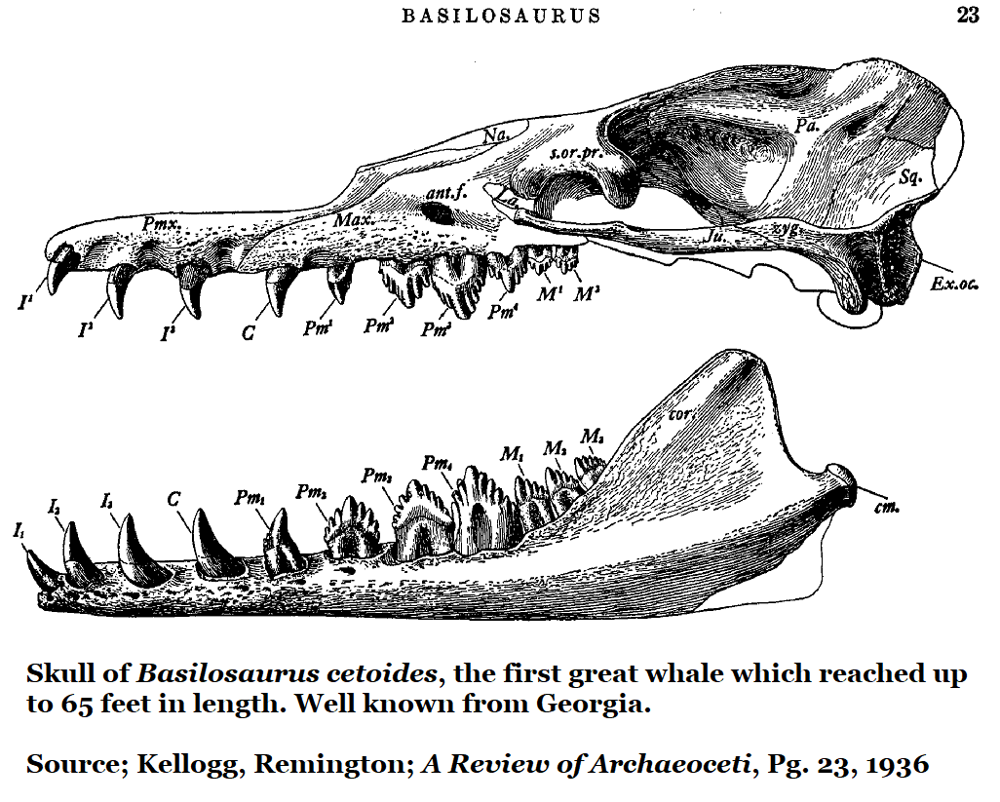 BASILOSAURUS 23
Na.
Pa.
s.or.pr.
Sq.
ant.f.
La.
Pmx.
Max.
Ju.
zyg.
Ex.oc.
I¹
I²
I³
C
Pm¹
Pm²
Pm³
Pm⁴
M¹
M²
cor.
M₃
M₂
M₁
Pm₄
Pm₃
Pm₂
Pm₁
C
I₃
I₂
I₁
cm.
Skull of Basilosaurus cetoides, the first great whale which reached up
to 65 feet in length. Well known from Georgia.
Source; Kellogg, Remington; A Review of Archaeoceti, Pg. 23, 1936